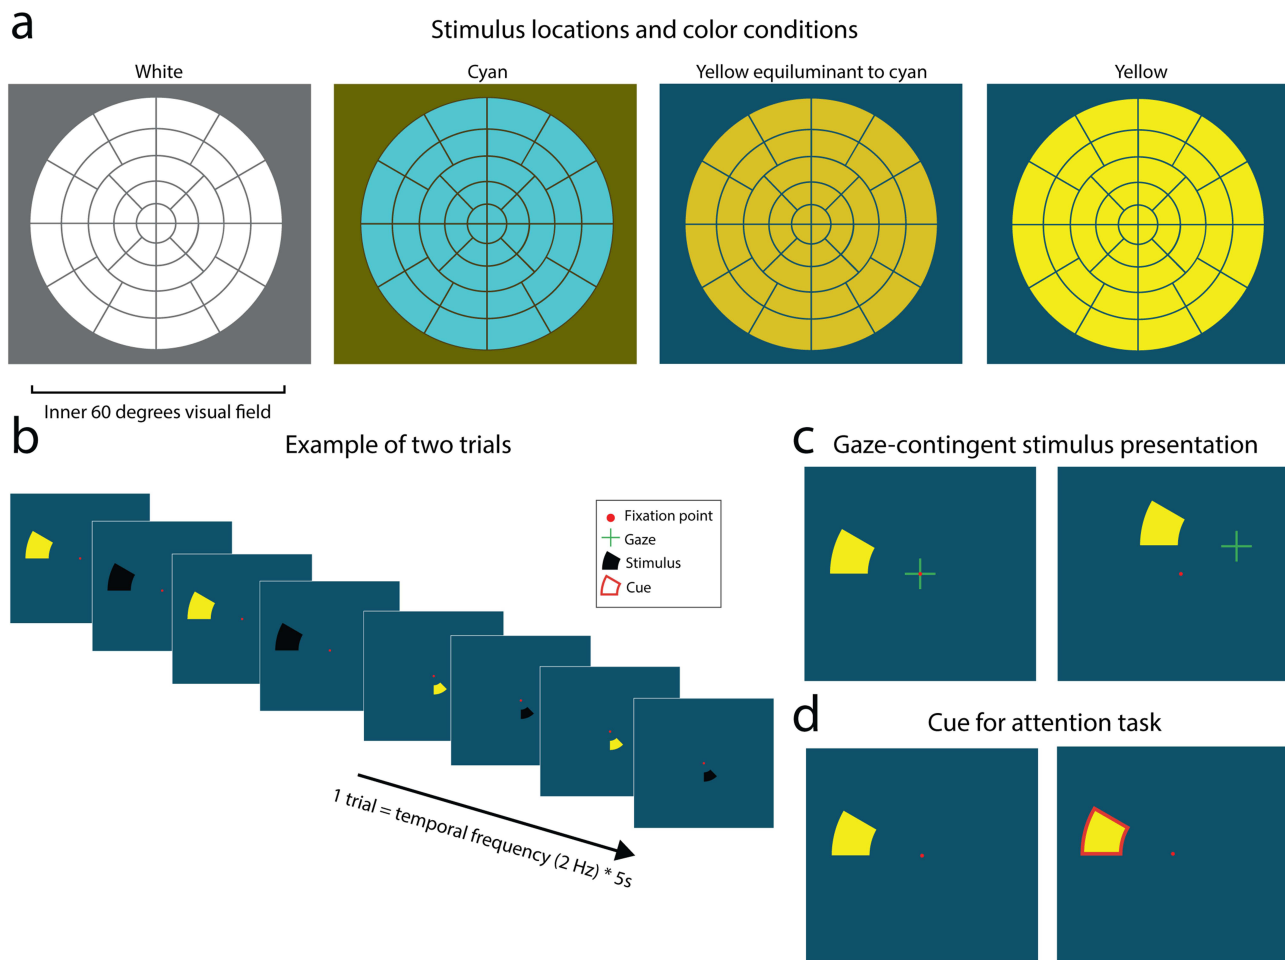 a
Stimulus locations and color conditions
White
Cyan
Yellow equiluminant to cyan
Yellow
Inner 60 degrees visual field
b
Example of two trials
Fixation point
Gaze
Stimulus
Cue
1 trial = temporal frequency (2 Hz) * 5s
c
Gaze-contingent stimulus presentation
d
Cue for attention task